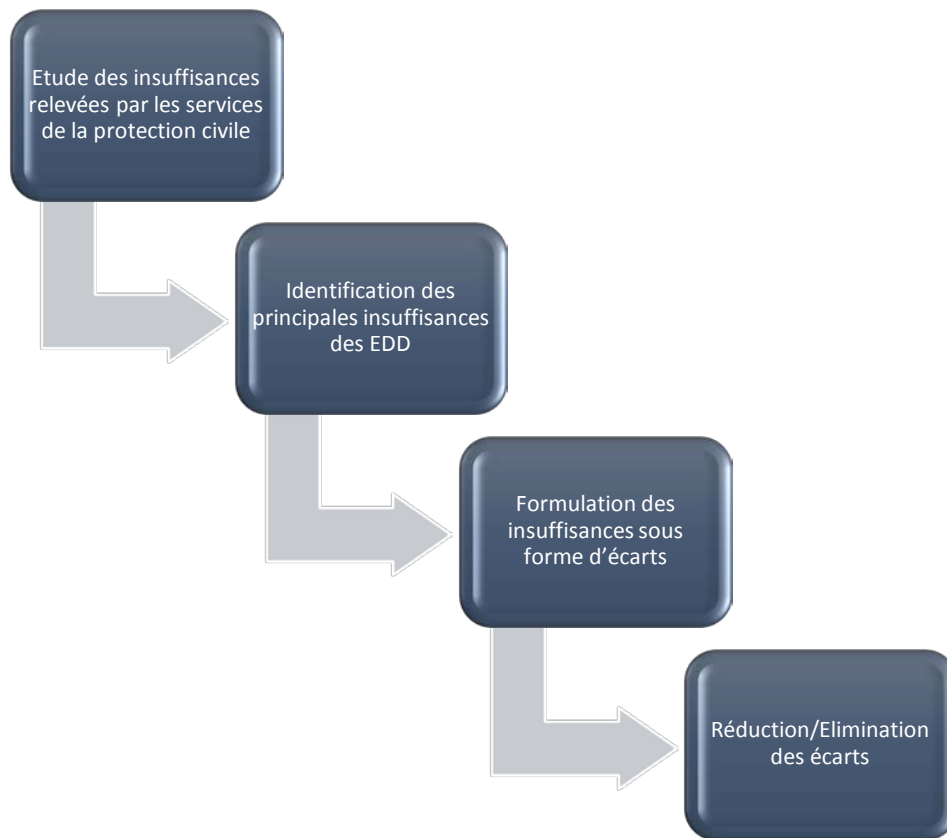 Etude des insuffisances
relevées par les services
de la protection civile
Identification des
principales insuffisances
des EDD
Formulation des
insuffisances sous
forme d’écarts
Réduction/Elimination
des écarts